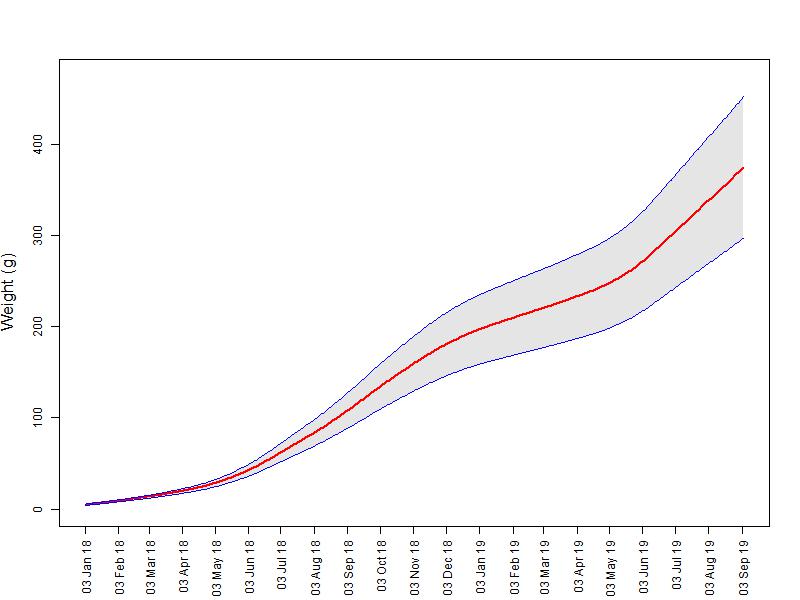 400
300
200
100
0
Weight (g)
03 Jan 18
03 Feb 18
03 Mar 18
03 Apr 18
03 May 18
03 Jun 18
03 Jul 18
03 Aug 18
03 Sep 18
03 Oct 18
03 Nov 18
03 Dec 18
03 Jan 19
03 Feb 19
03 Mar 19
03 Apr 19
03 May 19
03 Jun 19
03 Jul 19
03 Aug 19
03 Sep 19